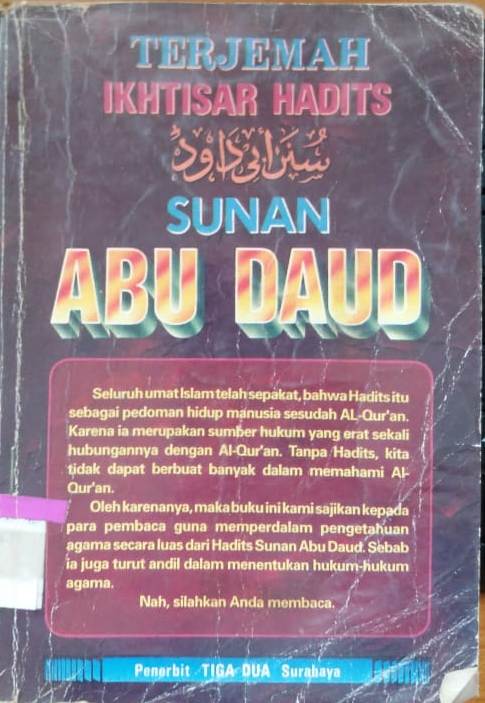 TERJEMAH
IKHTISAR HADITS
سُنَنِ أَبِي دَاوُدَ
SUNAN
ABU DAUD
Seluruh umat Islam telah sepakat, bahwa Hadits itu
sebagai pedoman hidup manusia sesudah AL-Qur'an.
Karena ia merupakan sumber hukum yang erat sekali
hubungannya dengan Al-Qur'an. Tanpa Hadits, kita
tidak dapat berbuat banyak dalam memahami Al-
Qur'an.
Oleh karenanya, maka buku ini kami sajikan kepada
para pembaca guna memperdalam pengetahuan
agama secara luas dari Hadits Sunan Abu Daud. Sebab
ia juga turut andil dalam menentukan hukum-hukum
agama.
Nah, silahkan Anda membaca.
Penerbit TIGA DUA Surabaya